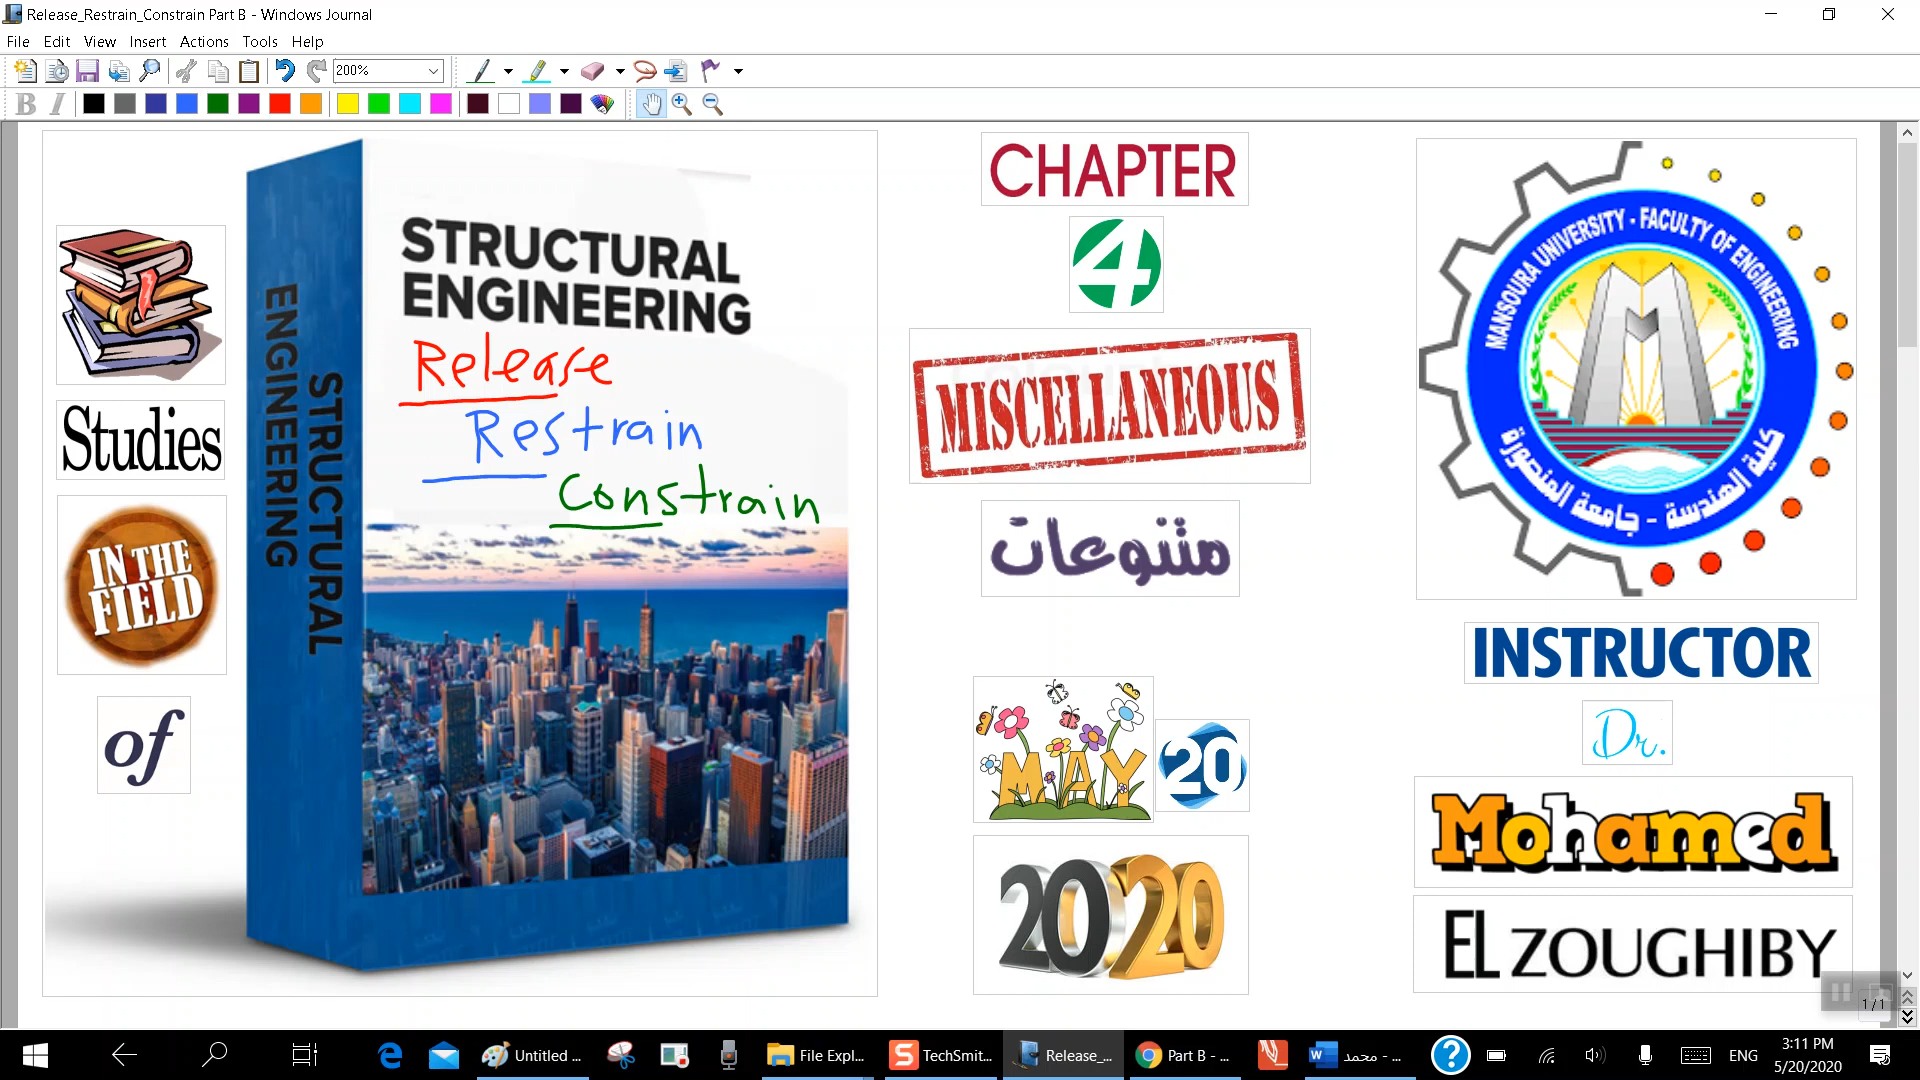 Release_Restrain_Constrain Part B - Windows Journal
File Edit View Insert Actions Tools Help
200%
B I
Studies
IN THE
FIELD
of
STRUCTURAL
ENGINEERING
STRUCTURAL
ENGINEERING
Release
Restrain
Constrain
CHAPTER
4
MISCELLANEOUS
متنوعات
MAY
20
2020
MANSOURA UNIVERSITY - FACULTY OF ENGINEERING
كلية الهندسة - جامعة المنصورة
INSTRUCTOR
Dr.
Mohamed
EL ZOUGHIBY
1 / 1
Untitled ...
File Expl...
TechSmit...
Release_...
Part B - ...
محمد - ...
ENG
3:11 PM
5/20/2020